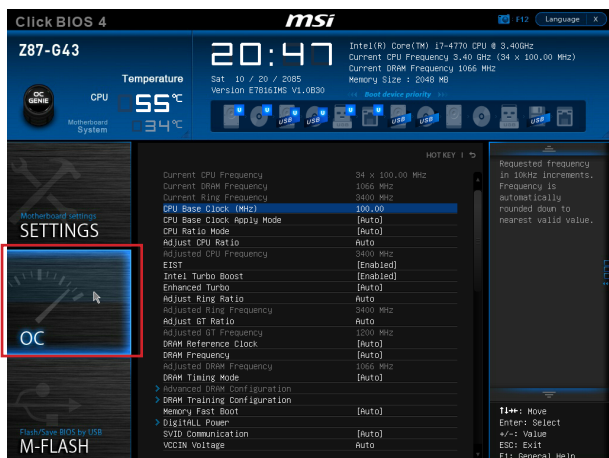 Click BIOS 4
msi
F12
Language
X
Z87-G43
OC
GENIE
Temperature
CPU
55°C
Motherboard
System
34°C
20:47
Sat 10 / 20 / 2085
Version E7816IMS V1.0B30
Intel(R) Core(TM) i7-4770 CPU @ 3.40GHz
Current CPU Frequency 3.40 GHz (34 x 100.00 MHz)
Current DRAM Frequency 1066 MHz
Memory Size : 2048 MB
Boot device priority
U
USB
USB
U
U
USB
USB
USB
HOT KEY
Motherboard settings
SETTINGS
OC
Flash/Save BIOS by USB
M-FLASH
Current CPU Frequency 34 x 100.00 MHz
Current DRAM Frequency 1066 MHz
Current Ring Frequency 3400 MHz
CPU Base Clock (MHz) 100.00
CPU Base Clock Apply Mode [Auto]
CPU Ratio Mode [Auto]
Adjust CPU Ratio Auto
Adjusted CPU Frequency 3400 MHz
EIST [Enabled]
Intel Turbo Boost [Enabled]
Enhanced Turbo [Auto]
Adjust Ring Ratio Auto
Adjusted Ring Frequency 3400 MHz
Adjust GT Ratio Auto
Adjusted GT Frequency 1200 MHz
DRAM Reference Clock [Auto]
DRAM Frequency [Auto]
Adjusted DRAM Frequency 1066 MHz
DRAM Timing Mode [Auto]
> Advanced DRAM Configuration
> DRAM Training Configuration
Memory Fast Boot [Auto]
> DigitALL Power
SVID Communication [Auto]
VCCIN Voltage Auto
Requested frequency
in 10kHz increments.
Frequency is
automatically
rounded down to
nearest valid value.
↑↓→←: Move
Enter: Select
+/-: Value
ESC: Exit
F1: General Help